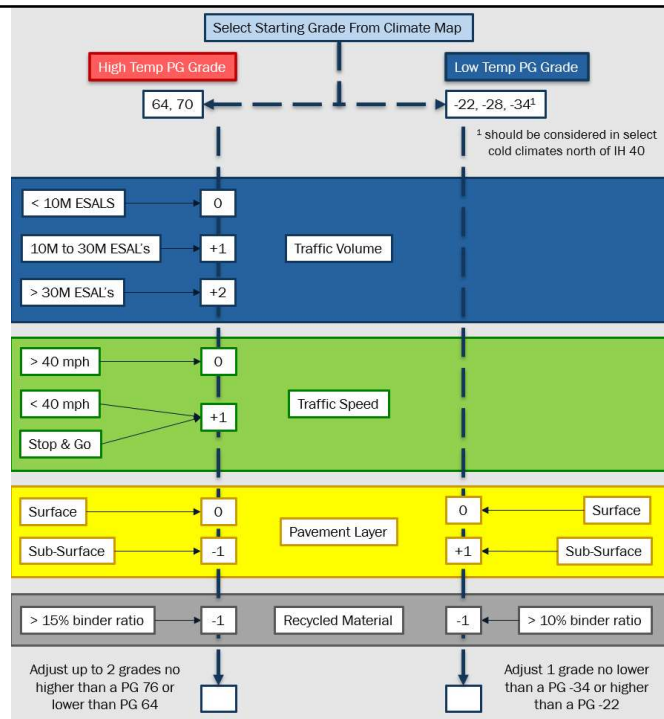 Select Starting Grade From Climate Map
High Temp PG Grade
Low Temp PG Grade
64, 70
-22, -28, -34¹
¹ should be considered in select
cold climates north of IH 40
< 10M ESALS
0
10M to 30M ESAL's
+1
Traffic Volume
> 30M ESAL's
+2
> 40 mph
0
< 40 mph
+1
Traffic Speed
Stop & Go
Surface
0
0
Surface
Pavement Layer
Sub-Surface
-1
+1
Sub-Surface
> 15% binder ratio
-1
Recycled Material
-1
> 10% binder ratio
Adjust up to 2 grades no
higher than a PG 76 or
lower than PG 64
Adjust 1 grade no lower
than a PG -34 or higher
than a PG -22